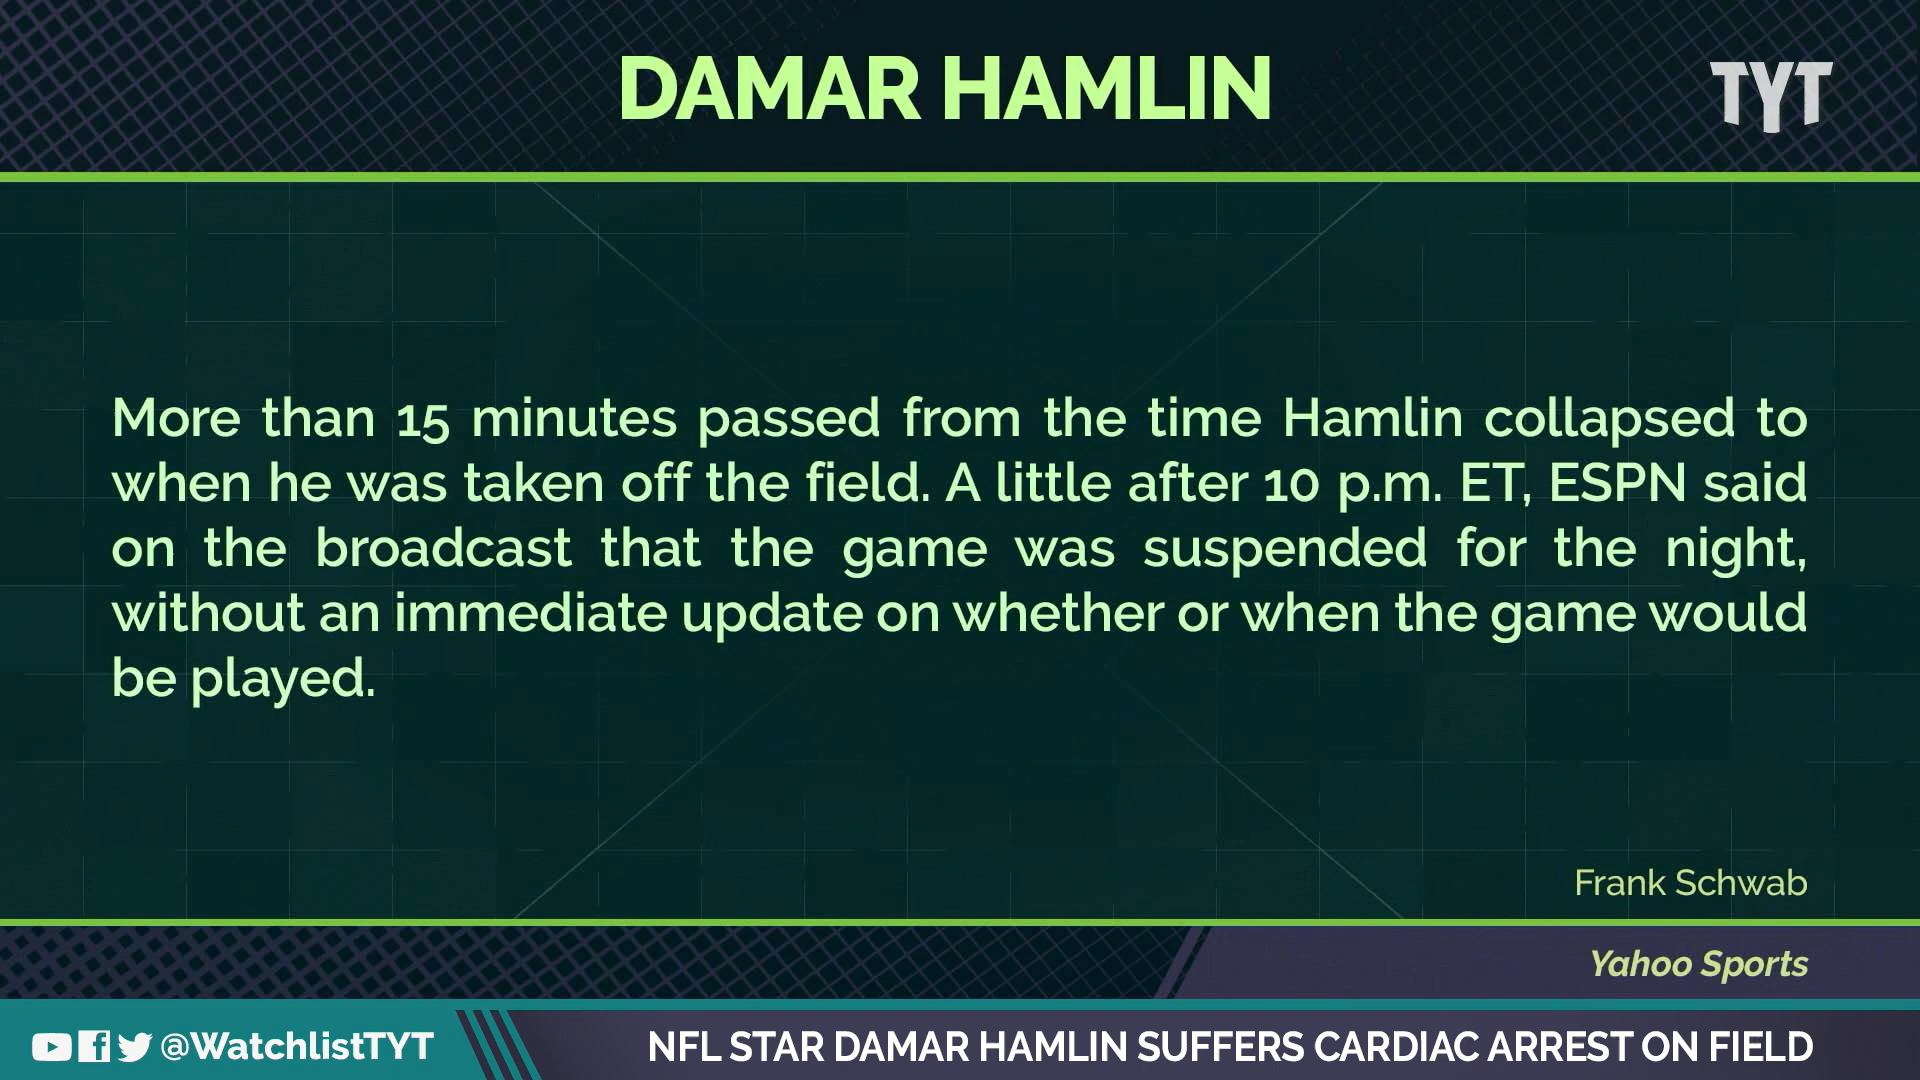 DAMAR HAMLIN
TYT
More than 15 minutes passed from the time Hamlin collapsed to
when he was taken off the field. A little after 10 p.m. ET, ESPN said
on the broadcast that the game was suspended for the night,
without an immediate update on whether or when the game would
be played.
Frank Schwab
Yahoo Sports
@WatchlistTYT
NFL STAR DAMAR HAMLIN SUFFERS CARDIAC ARREST ON FIELD